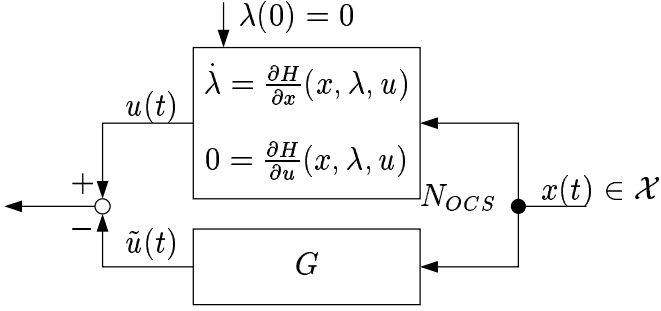 λ(0) = 0
λ̇ = ∂H/∂x (x, λ, u)
u(t)
0 = ∂H/∂u (x, λ, u)
+
N_OCS
x(t) ∈ 𝒳
−
ũ(t)
G